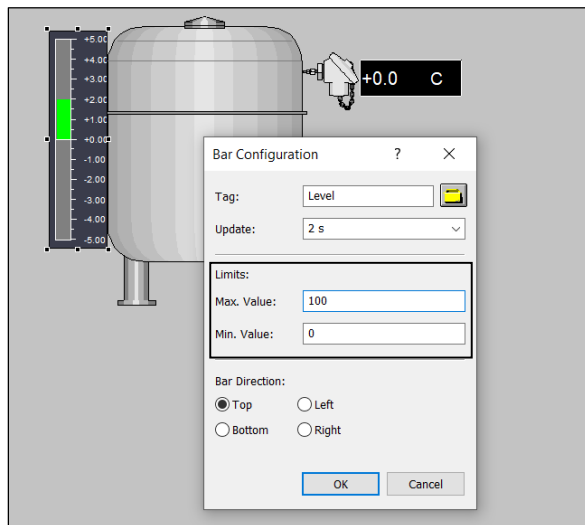 +5.00
+4.00
+3.00
+2.00
+1.00
+0.00
-1.00
-2.00
-3.00
-4.00
-5.00
+0.0 C
Bar Configuration ? ×
Tag: Level
Update: 2 s
Limits:
Max. Value: 100
Min. Value: 0
Bar Direction:
Top Left
Bottom Right
OK Cancel